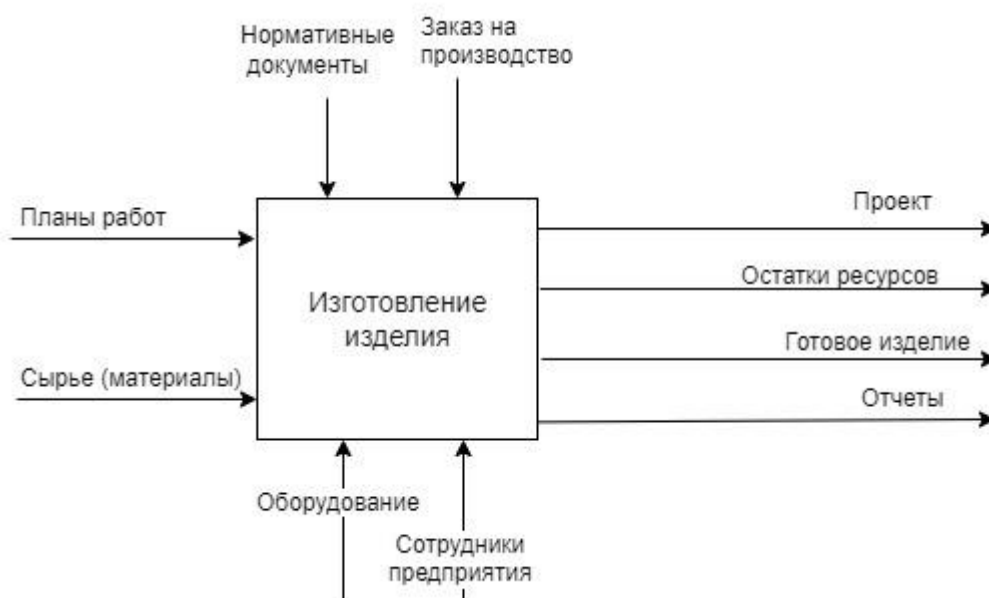 Нормативные
документы
Заказ на
производство
Планы работ
Проект
Остатки ресурсов
Изготовление
изделия
Готовое изделие
Сырье (материалы)
Отчеты
Оборудование
Сотрудники
предприятия